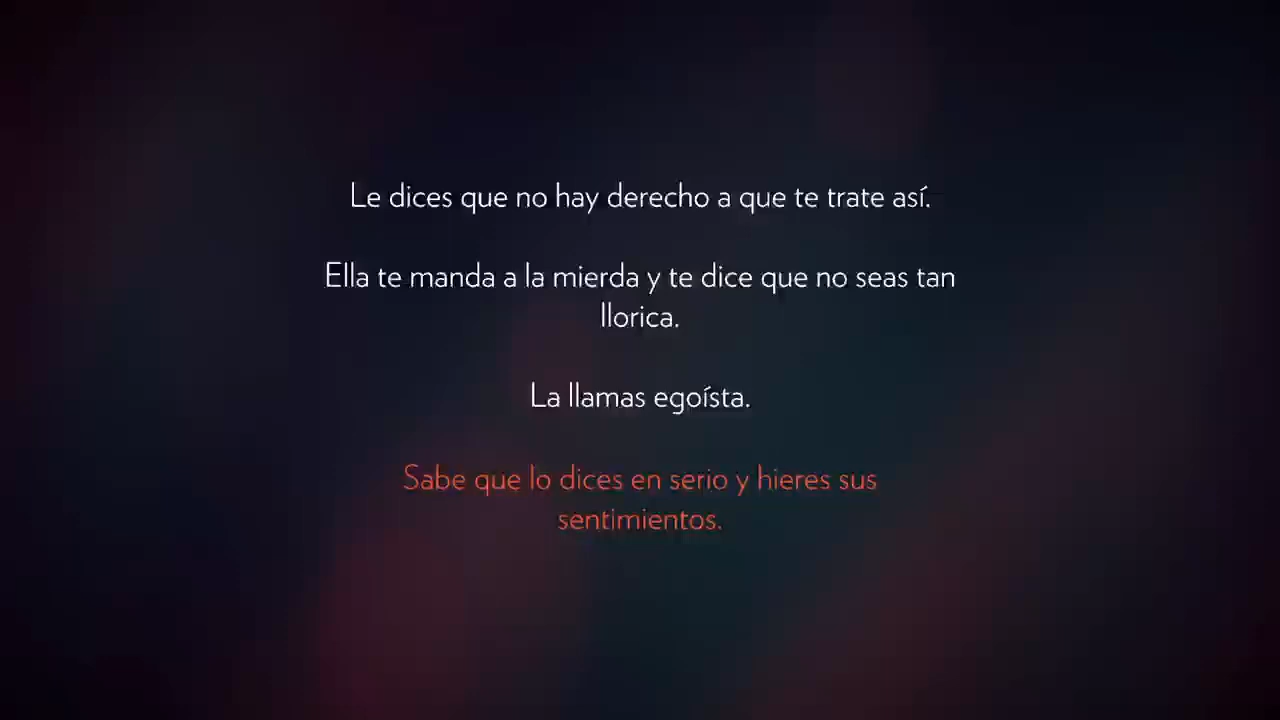 Le dices que no hay derecho a que te trate así.
Ella te manda a la mierda y te dice que no seas tan
llorica.
La llamas egoísta.
Sabe que lo dices en serio y hieres sus
sentimientos.